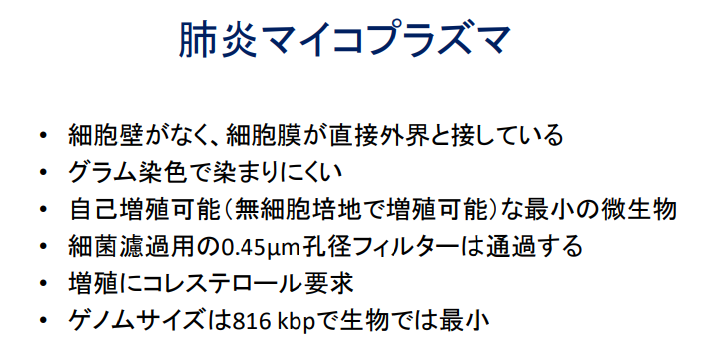 肺炎マイコプラズマ
• 細胞壁がなく、細胞膜が直接外界と接している
• グラム染色で染まりにくい
• 自己増殖可能（無細胞培地で増殖可能）な最小の微生物
• 細菌濾過用の0.45μm孔径フィルターは通過する
• 増殖にコレステロール要求
• ゲノムサイズは816 kbpで生物では最小